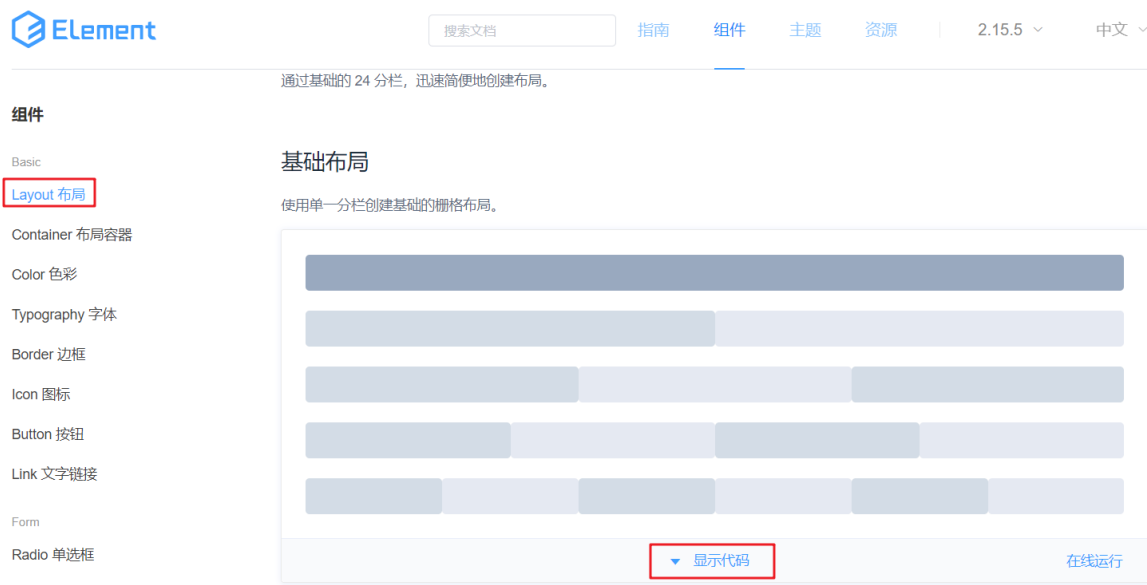 Element
搜索文档
指南
组件
主题
资源
2.15.5
中文
通过基础的 24 分栏，迅速简便地创建布局。
组件
Basic
Layout 布局
Container 布局容器
Color 色彩
Typography 字体
Border 边框
Icon 图标
Button 按钮
Link 文字链接
Form
Radio 单选框
基础布局
使用单一分栏创建基础的栅格布局。
显示代码
在线运行